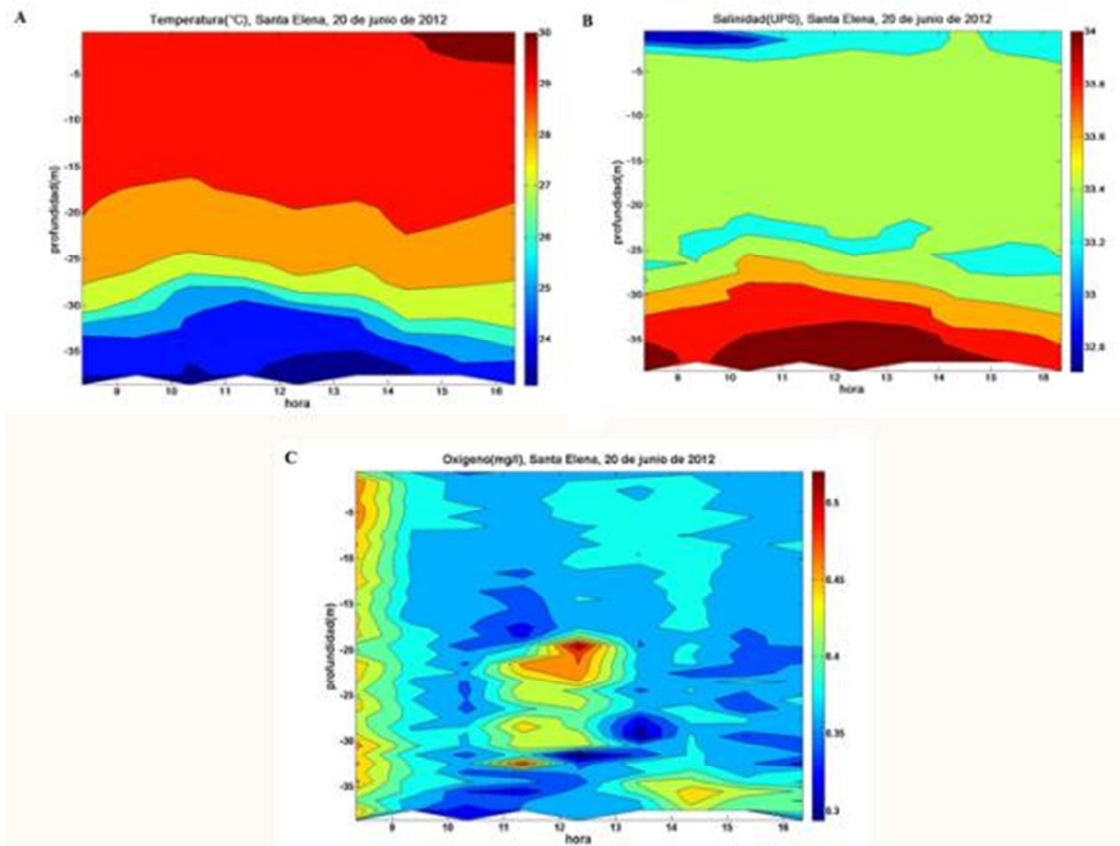 A
Temperatura(°C), Santa Elena, 20 de junio de 2012
profundidad(m)
-5
-10
-15
-20
-25
-30
-35
9 10 11 12 13 14 15 16
hora
30
29
28
27
26
25
24
B
Salinidad(UPS), Santa Elena, 20 de junio de 2012
profundidad(m)
-5
-10
-15
-20
-25
-30
-35
9 10 11 12 13 14 15 16
hora
34
33.8
33.6
33.4
33.2
33
32.8
C
Oxigeno(mg/l), Santa Elena, 20 de junio de 2012
profundidad(m)
-5
-10
-15
-20
-25
-30
-35
9 10 11 12 13 14 15 16
hora
6.5
6.45
6.4
6.35
6.3